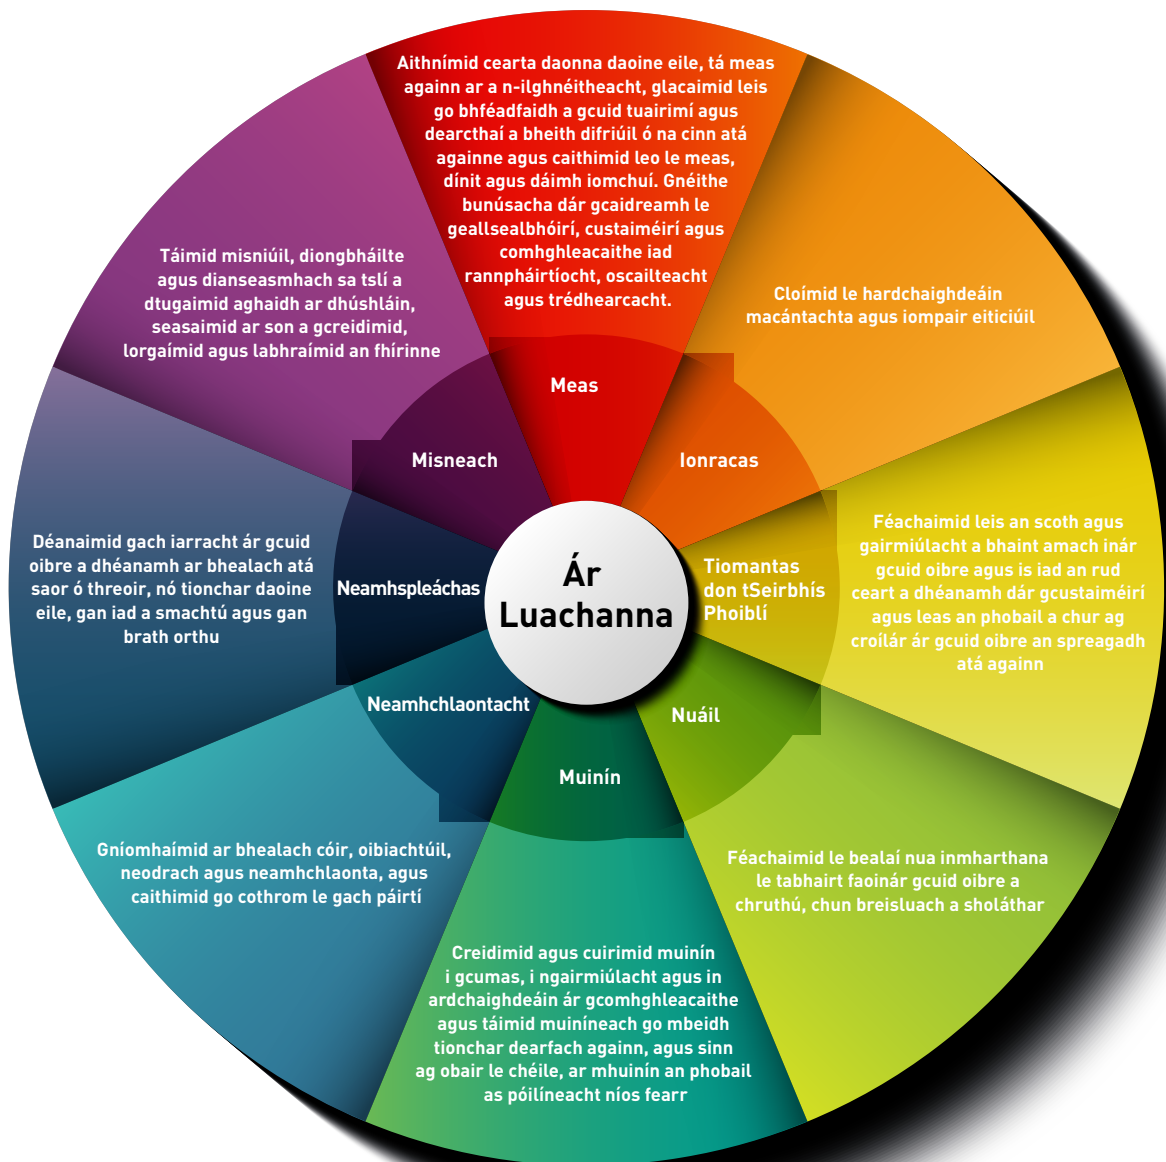 Aithnímid cearta daonna daoine eile, tá meas
againn ar a n-ilghnéitheacht, glacaimid leis
go bhféadfaidh a gcuid tuairimí agus
dearcthaí a bheith difriúil ó na cinn atá
againne agus caithimid leo le meas,
dínit agus dáimh iomchuí. Gnéithe
bunúsacha dár gcaidreamh le
geallsealbhóirí, custaiméirí agus
comhghleacaithe iad
rannpháirtíocht, oscailteacht
agus trédhearcacht.
Meas
Cloímid le hardchaighdeáin
macántachta agus iompair eiticiúil
Ionracas
Féachaimid leis an scoth agus
gairmiúlacht a bhaint amach inár
gcuid oibre agus is iad an rud
ceart a dhéanamh dár gcustaiméirí
agus leas an phobail a chur ag
croílár ár gcuid oibre an spreagadh
atá againn
Tiomantas
don tSeirbhís
Phoiblí
Féachaimid le bealaí nua inmharthana
le tabhairt faoinár gcuid oibre a
chruthú, chun breisluach a sholáthar
Nuáil
Creidimid agus cuirimid muinín
i gcumas, i ngairmiúlacht agus in
ardchaighdeáin ár gcomhghleacaithe
agus táimid muiníneach go mbeidh
tionchar dearfach againn, agus sinn
ag obair le chéile, ar mhuinín an phobail
as póilíneacht níos fearr
Muinín
Gníomhaímid ar bhealach cóir, oibiachtúil,
neodrach agus neamhchlaonta, agus
caithimid go cothrom le gach páirtí
Neamhchlaontacht
Déanaimid gach iarracht ár gcuid
oibre a dhéanamh ar bhealach atá
saor ó threoir, nó tionchar daoine
eile, gan iad a smachtú agus gan
brath orthu
Neamhspleáchas
Táimid misniúil, diongbháilte
agus dianseasmhach sa tslí a
dtugaimid aghaidh ar dhúshláin,
seasaimid ar son a gcreidimid,
lorgaímid agus labhraímid an fhírinne
Misneach
Ár
Luachanna